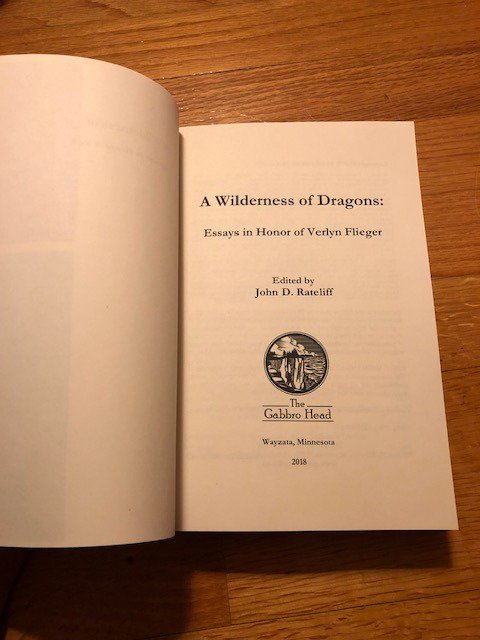 A Wilderness of Dragons:
Essays in Honor of Verlyn Flieger
Edited by
John D. Rateliff
The
Gabbro Head
Wayzata, Minnesota
2018